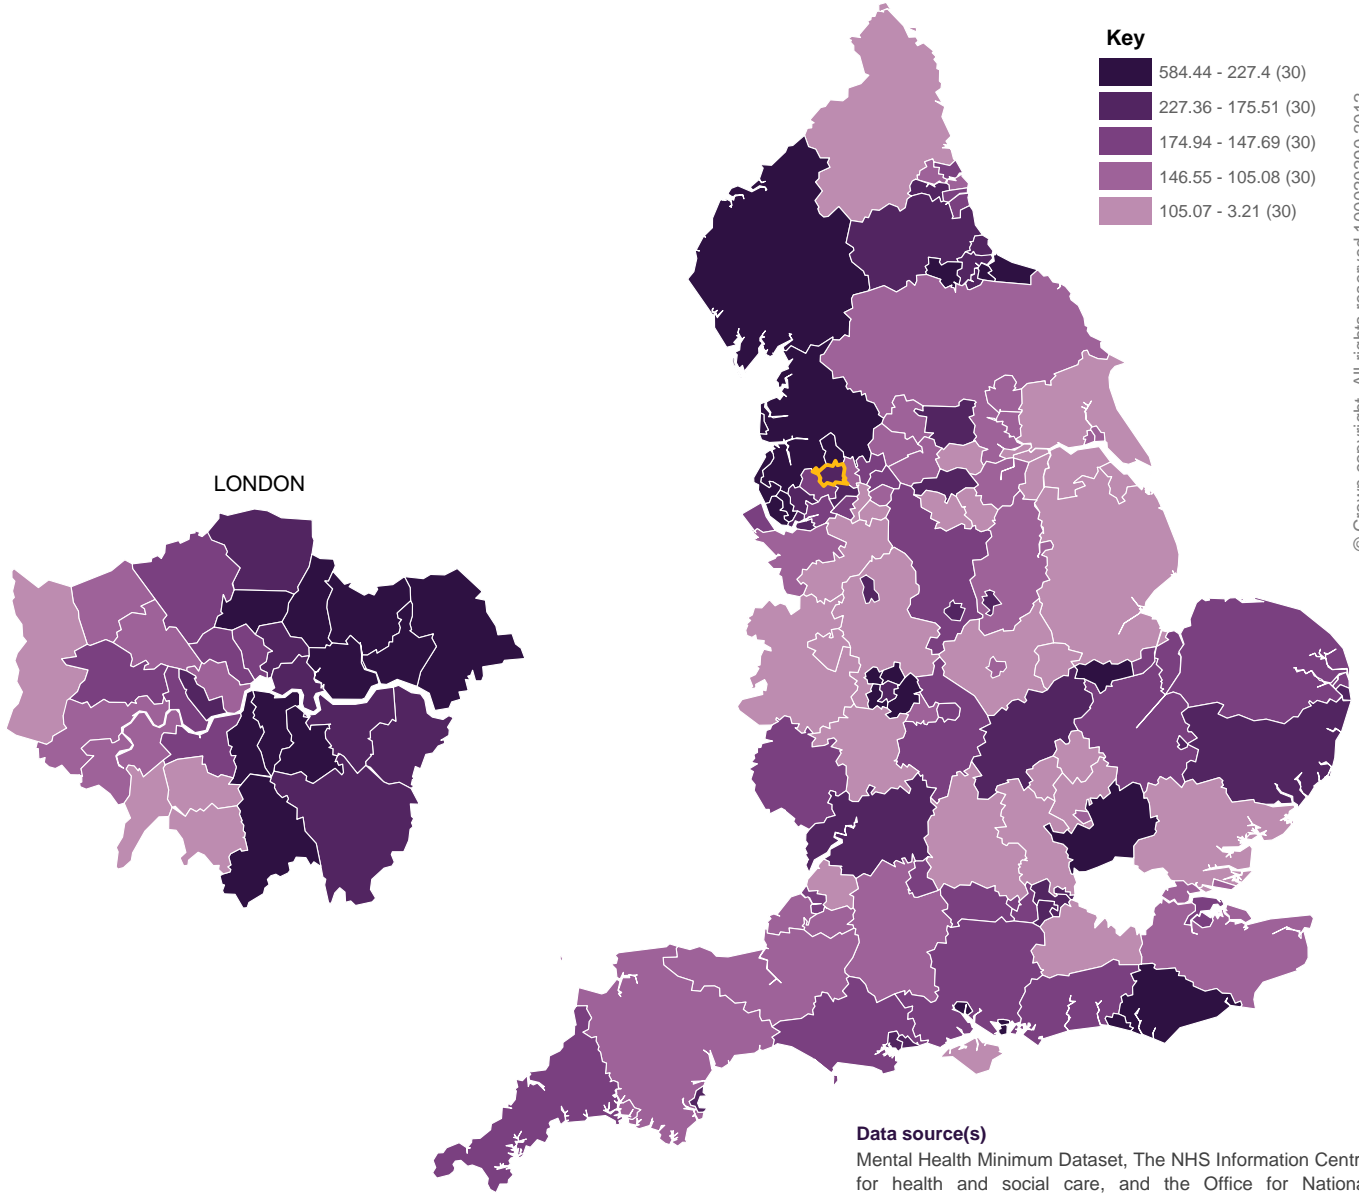 Key
584.44 - 227.4 (30)
227.36 - 175.51 (30)
174.94 - 147.69 (30)
146.55 - 105.08 (30)
105.07 - 3.21 (30)
LONDON
Data source(s)
Mental Health Minimum Dataset, The NHS Information Centr
for health and social care, and the Office for Nationa